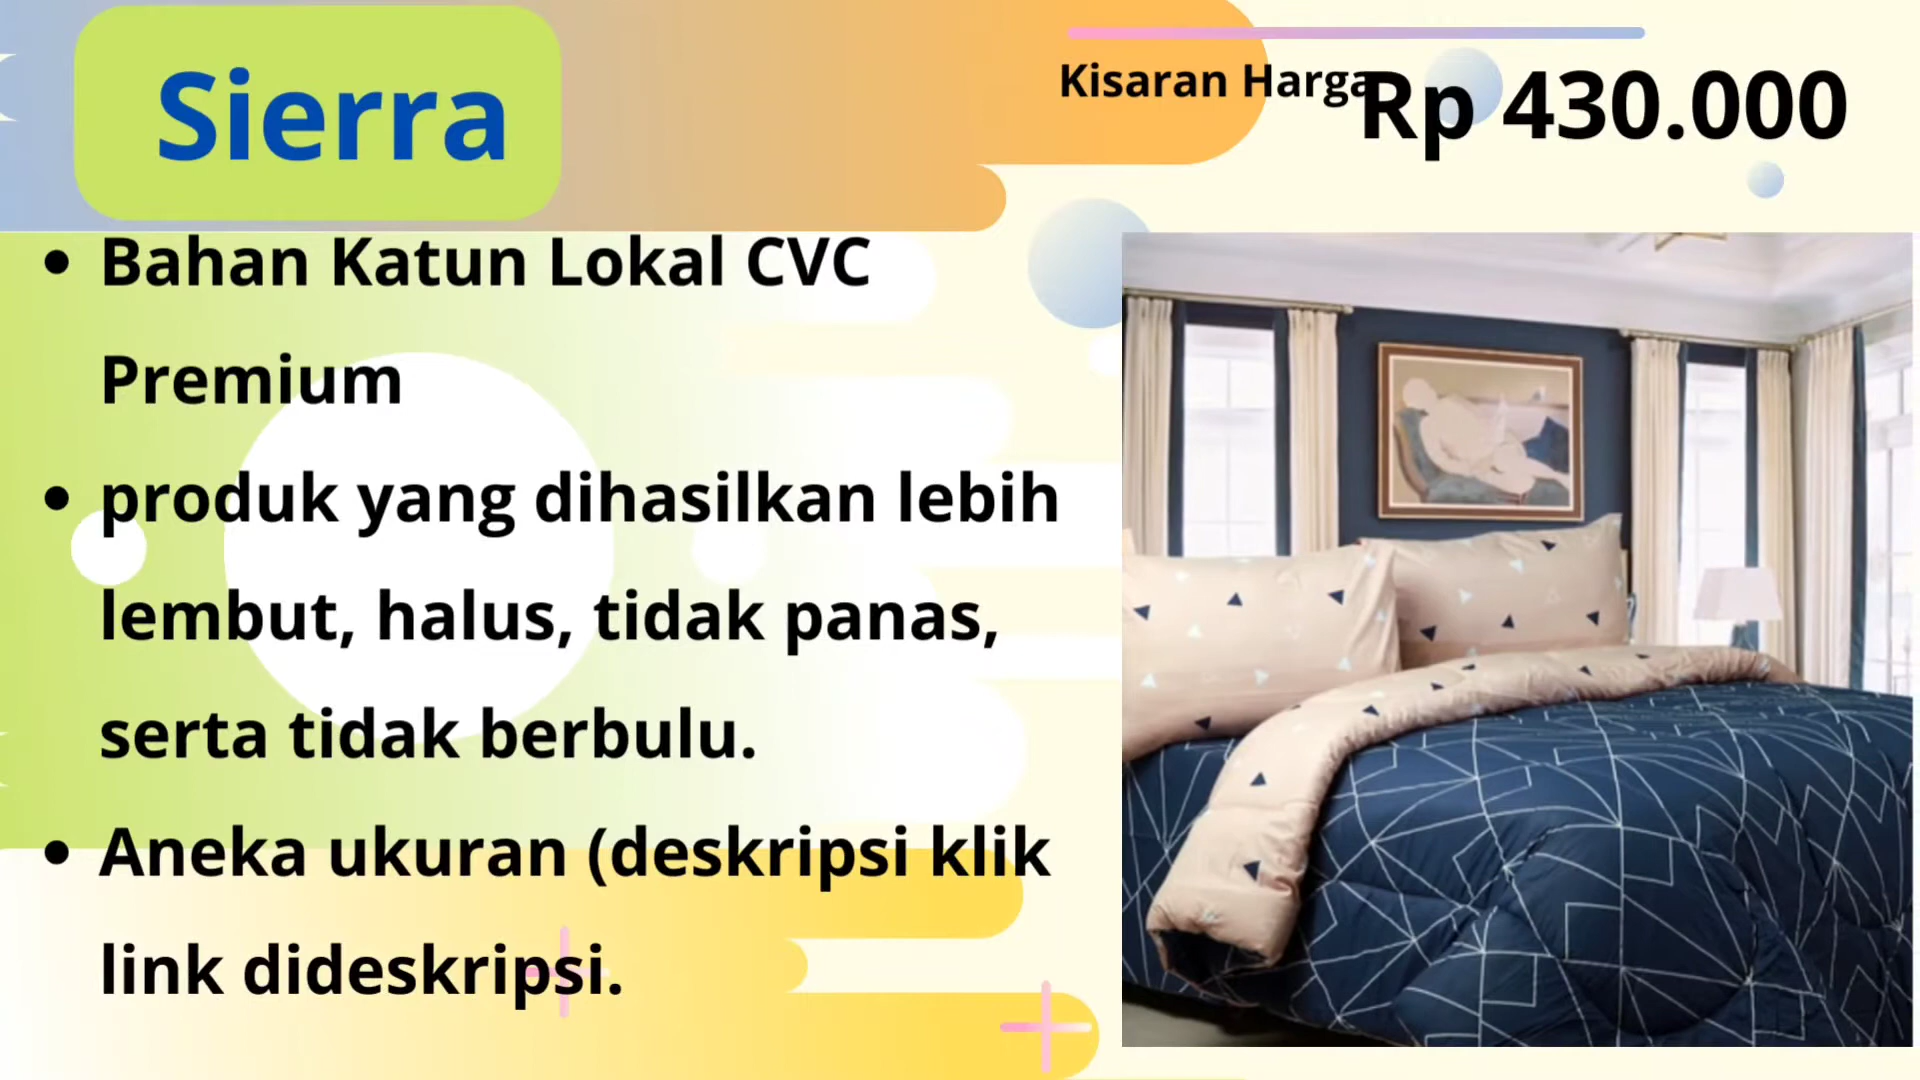 Sierra
Kisaran Harga
Rp 430.000
• Bahan Katun Lokal CVC
Premium
• produk yang dihasilkan lebih
lembut, halus, tidak panas,
serta tidak berbulu.
• Aneka ukuran (deskripsi klik
link dideskripsi.